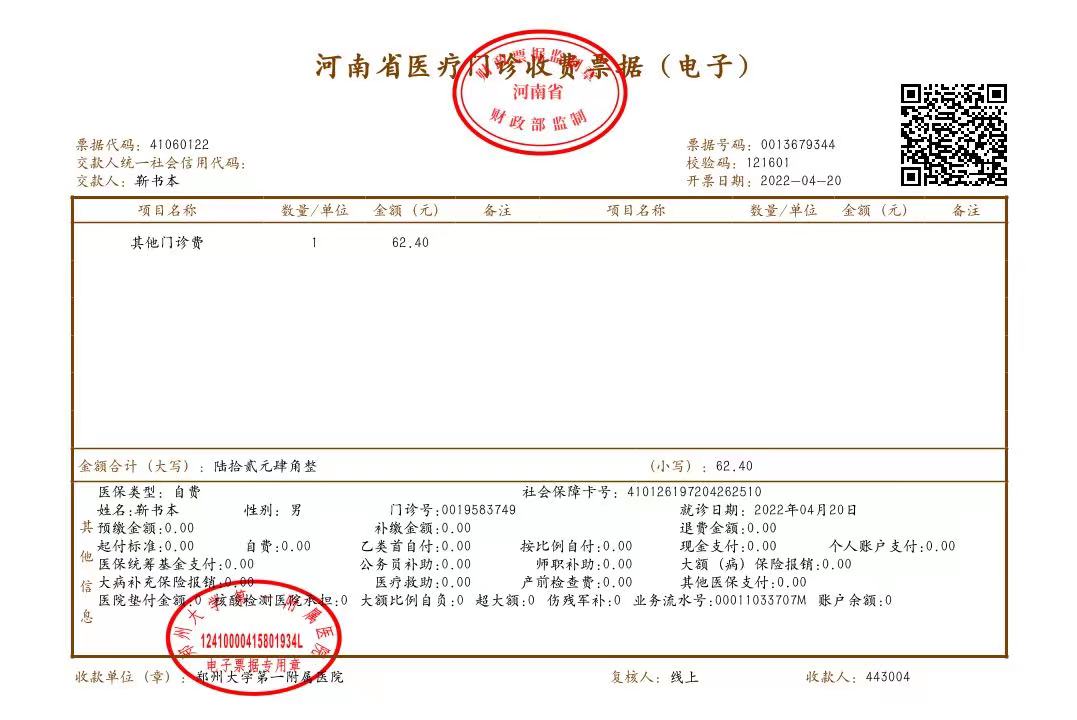 河南省医疗门诊收费票据（电子）
财政票据监制章
河南省
财政部监制
票据代码：41060122 票据号码：0013679344
交款人统一社会信用代码： 校验码：121601
交款人：靳书本 开票日期：2022-04-20
项目名称 数量/单位 金额（元） 备注 项目名称 数量/单位 金额（元） 备注
其他门诊费 1 62.40
金额合计（大写）：陆拾贰元肆角整 （小写）：62.40
其他信息
医保类型：自费 社会保障卡号：410126197204262510
姓名:靳书本 性别：男 门诊号:0019583749 就诊日期：2022年04月20日
预缴金额:0.00 补缴金额:0.00 退费金额:0.00
起付标准:0.00 自费:0.00 乙类首自付:0.00 按比例自付:0.00 现金支付:0.00 个人账户支付:0.00
医保统筹基金支付:0.00 公务员补助:0.00 师职补助:0.00 大额（病）保险报销:0.00
大病补充保险报销:0.00 医疗救助:0.00 产前检查费:0.00 其他医保支付:0.00
医院垫付金额:0 核酸检测医院承担:0 大额比例自负:0 超大额:0 伤残军补:0 业务流水号:00011033707M 账户余额:0
郑州大学第一附属医院
12410000415801934L
电子票据专用章
收款单位（章）：郑州大学第一附属医院 复核人：线上 收款人：443004